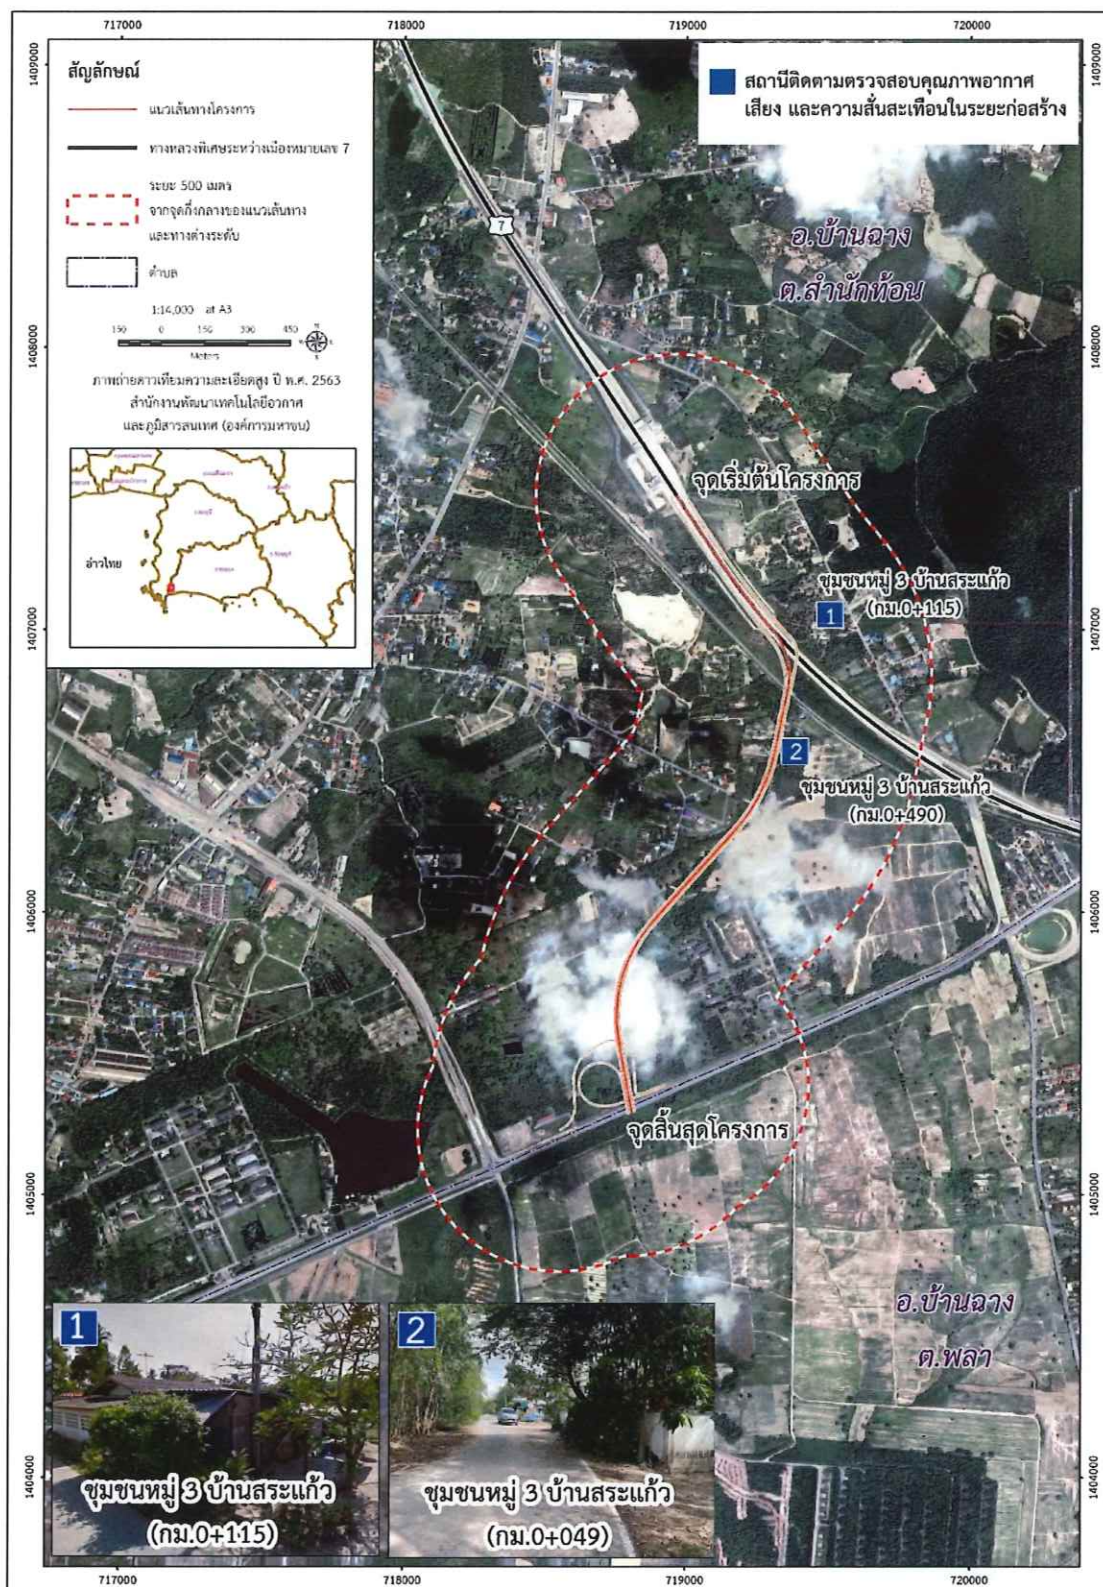 717000
718000
719000
720000
1409000
1408000
1407000
1406000
1405000
1404000
สัญลักษณ์
แนวเส้นทางโครงการ
ทางหลวงพิเศษระหว่างเมืองหมายเลข 7
ระยะ 500 เมตร
จากจุดกึ่งกลางของแนวเส้นทาง
และทางต่างระดับ
ตำบล
1:14,000 at A3
150 0 150 300 450
Meters
ภาพถ่ายดาวเทียมความละเอียดสูง ปี พ.ศ. 2563
สำนักงานพัฒนาเทคโนโลยีอวกาศ
และภูมิสารสนเทศ (องค์การมหาชน)
อ่าวไทย
สถานีติดตามตรวจสอบคุณภาพอากาศ
เสียง และความสั่นสะเทือนในระยะก่อสร้าง
7
อ.บ้านฉาง
ต.สำนักท้อน
จุดเริ่มต้นโครงการ
1
ชุมชนหมู่ 3 บ้านสระแก้ว
(กม.0+115)
2
ชุมชนหมู่ 3 บ้านสระแก้ว
(กม.0+490)
จุดสิ้นสุดโครงการ
อ.บ้านฉาง
ต.พลา
1
ชุมชนหมู่ 3 บ้านสระแก้ว
(กม.0+115)
2
ชุมชนหมู่ 3 บ้านสระแก้ว
(กม.0+049)
1409000
1408000
1407000
1406000
1405000
1404000
717000
718000
719000
720000